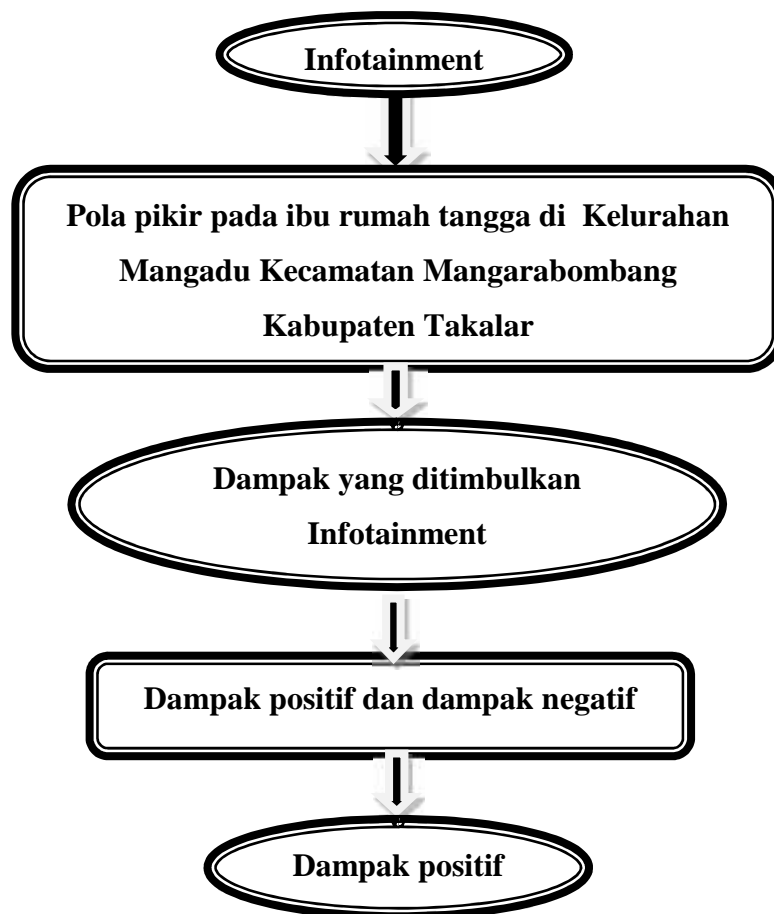 Infotainment
Pola pikir pada ibu rumah tangga di Kelurahan
Mangadu Kecamatan Mangarabombang
Kabupaten Takalar
Dampak yang ditimbulkan
Infotainment
Dampak positif dan dampak negatif
Dampak positif